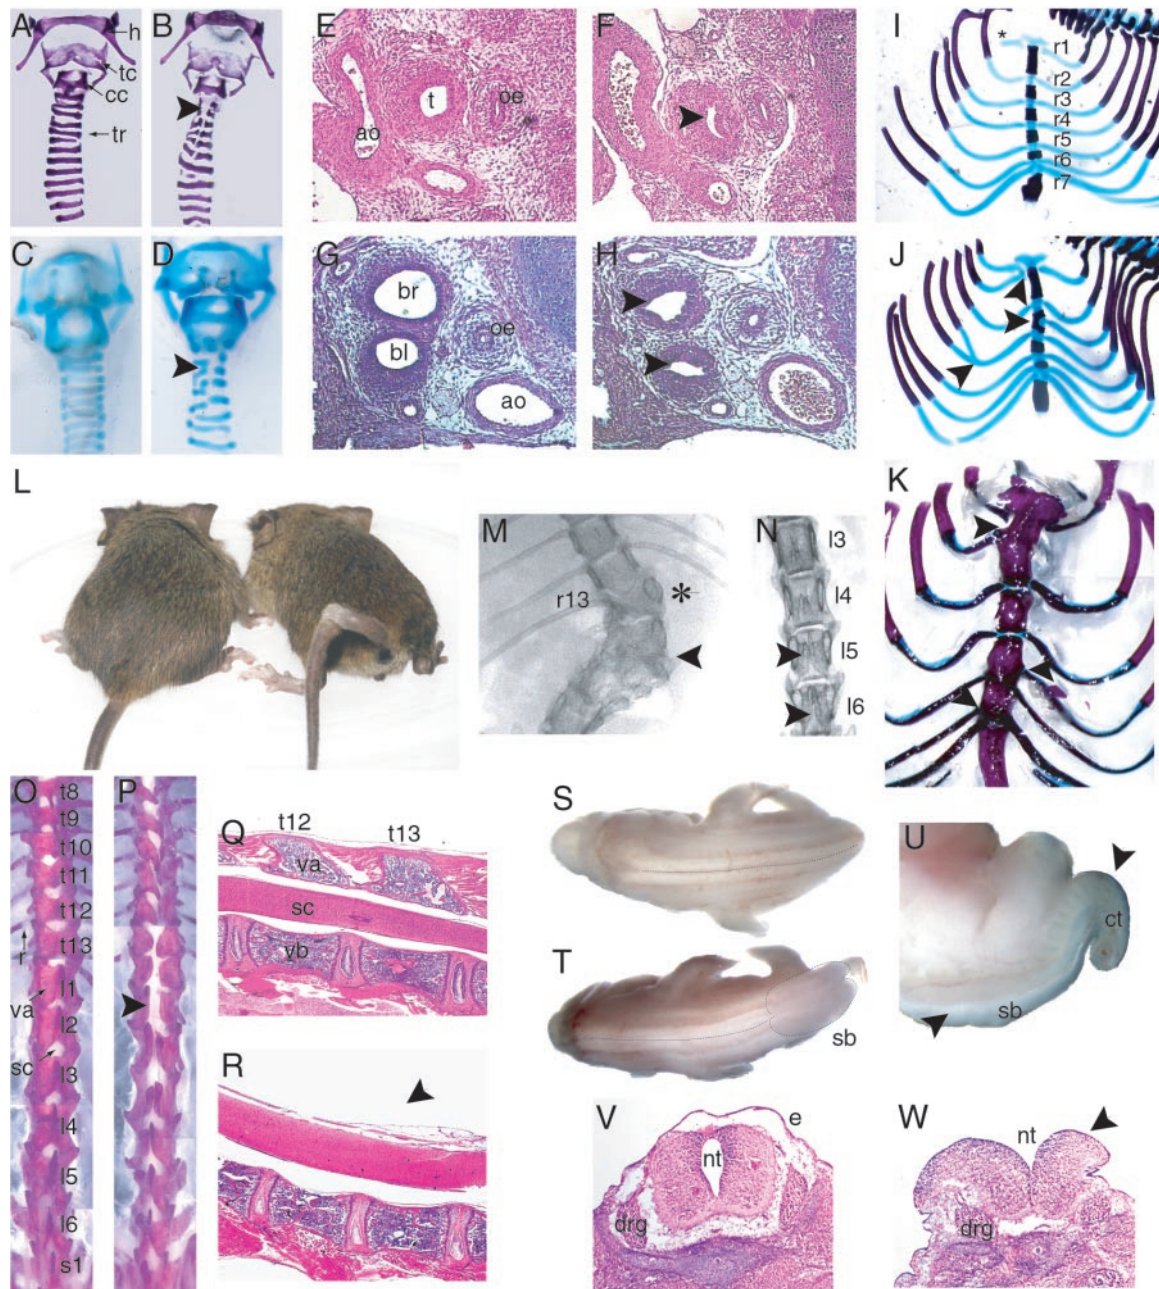 A
h
tc
cc
tr
B
C
D
E
t
oe
ao
F
G
br
oe
bl
ao
H
I
*
r1
r2
r3
r4
r5
r6
r7
J
K
L
M
r13
*
N
l3
l4
l5
l6
O
t8
t9
t10
t11
t12
r
t13
va
l1
l2
sc
l3
l4
l5
l6
s1
P
Q
t12
t13
va
sc
vb
R
S
T
sb
U
ct
sb
V
e
nt
drg
W
nt
drg